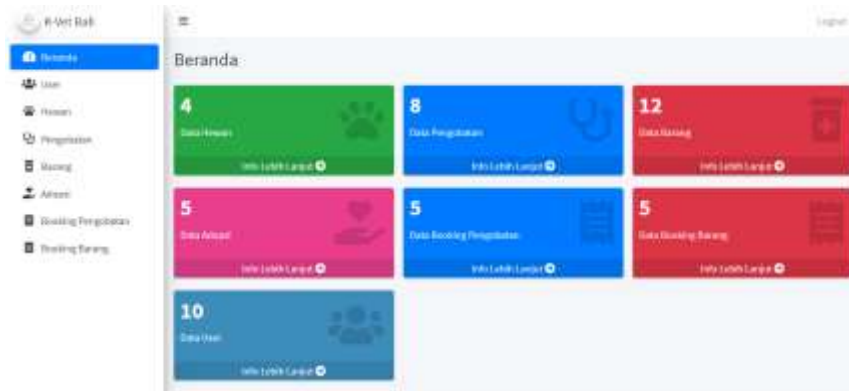 K-Vet Bali
Logout
Beranda
User
Hewan
Pengobatan
Barang
Adopsi
Booking Pengobatan
Booking Barang
Beranda
4
Data Hewan
Info Lebih Lanjut
8
Data Pengobatan
Info Lebih Lanjut
12
Data Barang
Info Lebih Lanjut
5
Data Adopsi
Info Lebih Lanjut
5
Data Booking Pengobatan
Info Lebih Lanjut
5
Data Booking Barang
Info Lebih Lanjut
10
Data User
Info Lebih Lanjut